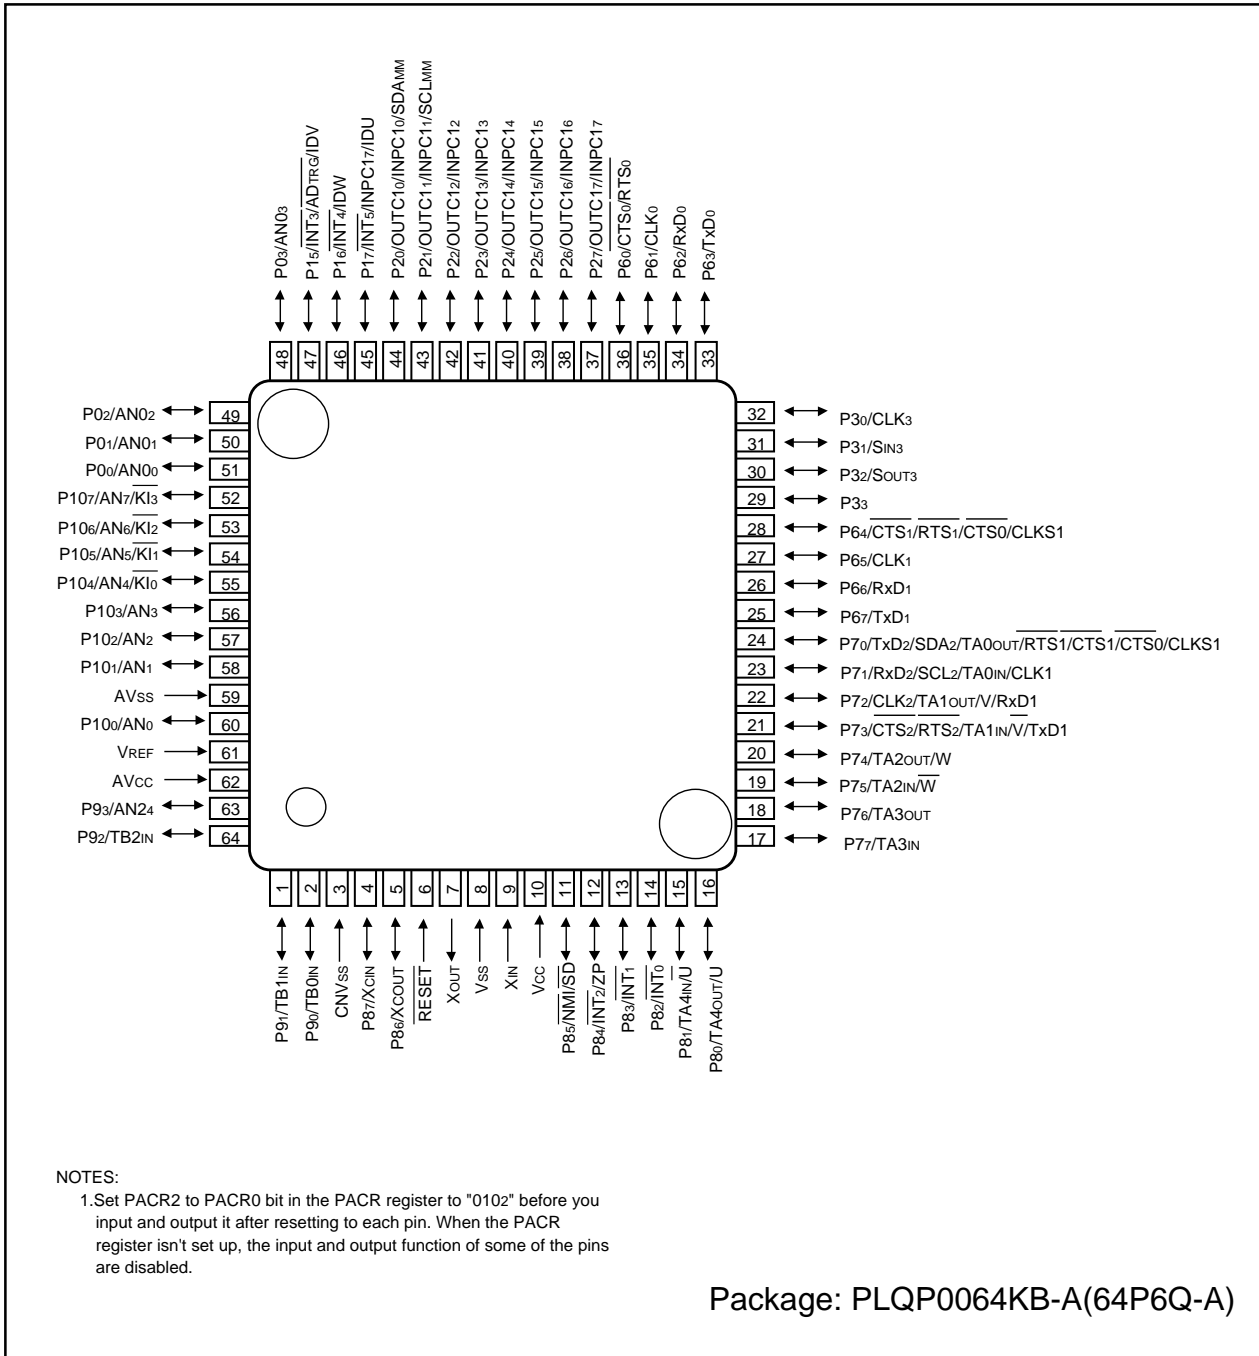 P03/AN03
P15/INT3/ADTRG/IDV
P16/INT4/IDW
P17/INT5/INPC17/IDU
P20/OUTC10/INPC10/SDAMM
P21/OUTC11/INPC11/SCLMM
P22/OUTC12/INPC12
P23/OUTC13/INPC13
P24/OUTC14/INPC14
P25/OUTC15/INPC15
P26/OUTC16/INPC16
P27/OUTC17/INPC17
P60/CTS0/RTS0
P61/CLK0
P62/RxD0
P63/TxD0
48 47 46 45 44 43 42 41 40 39 38 37 36 35 34 33
P02/AN02 49
P01/AN01 50
P00/AN00 51
P107/AN7/KI3 52
P106/AN6/KI2 53
P105/AN5/KI1 54
P104/AN4/KI0 55
P103/AN3 56
P102/AN2 57
P101/AN1 58
AVSS 59
P100/AN0 60
VREF 61
AVCC 62
P93/AN24 63
P92/TB2IN 64
32 P30/CLK3
31 P31/SIN3
30 P32/SOUT3
29 P33
28 P64/CTS1/RTS1/CTS0/CLKS1
27 P65/CLK1
26 P66/RxD1
25 P67/TxD1
24 P70/TxD2/SDA2/TA0OUT/RTS1/CTS1/CTS0/CLKS1
23 P71/RxD2/SCL2/TA0IN/CLK1
22 P72/CLK2/TA1OUT/V/RxD1
21 P73/CTS2/RTS2/TA1IN/V/TxD1
20 P74/TA2OUT/W
19 P75/TA2IN/W
18 P76/TA3OUT
17 P77/TA3IN
1 2 3 4 5 6 7 8 9 10 11 12 13 14 15 16
P91/TB1IN
P90/TB0IN
CNVSS
P87/XCIN
P86/XCOUT
RESET
XOUT
VSS
XIN
VCC
P85/NMI/SD
P84/INT2/ZP
P83/INT1
P82/INT0
P81/TA4IN/U
P80/TA4OUT/U
NOTES:
1.Set PACR2 to PACR0 bit in the PACR register to "0102" before you
input and output it after resetting to each pin. When the PACR
register isn't set up, the input and output function of some of the pins
are disabled.
Package: PLQP0064KB-A(64P6Q-A)